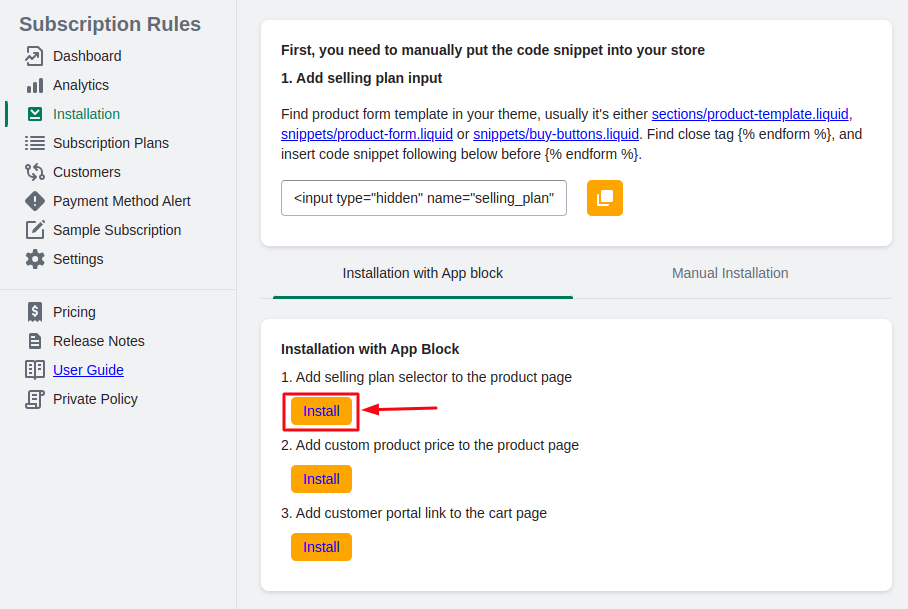 Subscription Rules
Dashboard
Analytics
Installation
Subscription Plans
Customers
Payment Method Alert
Sample Subscription
Settings
Pricing
Release Notes
User Guide
Private Policy
First, you need to manually put the code snippet into your store
1. Add selling plan input
Find product form template in your theme, usually it's either sections/product-template.liquid,
snippets/product-form.liquid or snippets/buy-buttons.liquid. Find close tag {% endform %}, and
insert code snippet following below before {% endform %}.
<input type="hidden" name="selling_plan"
Installation with App block
Manual Installation
Installation with App Block
1. Add selling plan selector to the product page
Install
2. Add custom product price to the product page
Install
3. Add customer portal link to the cart page
Install